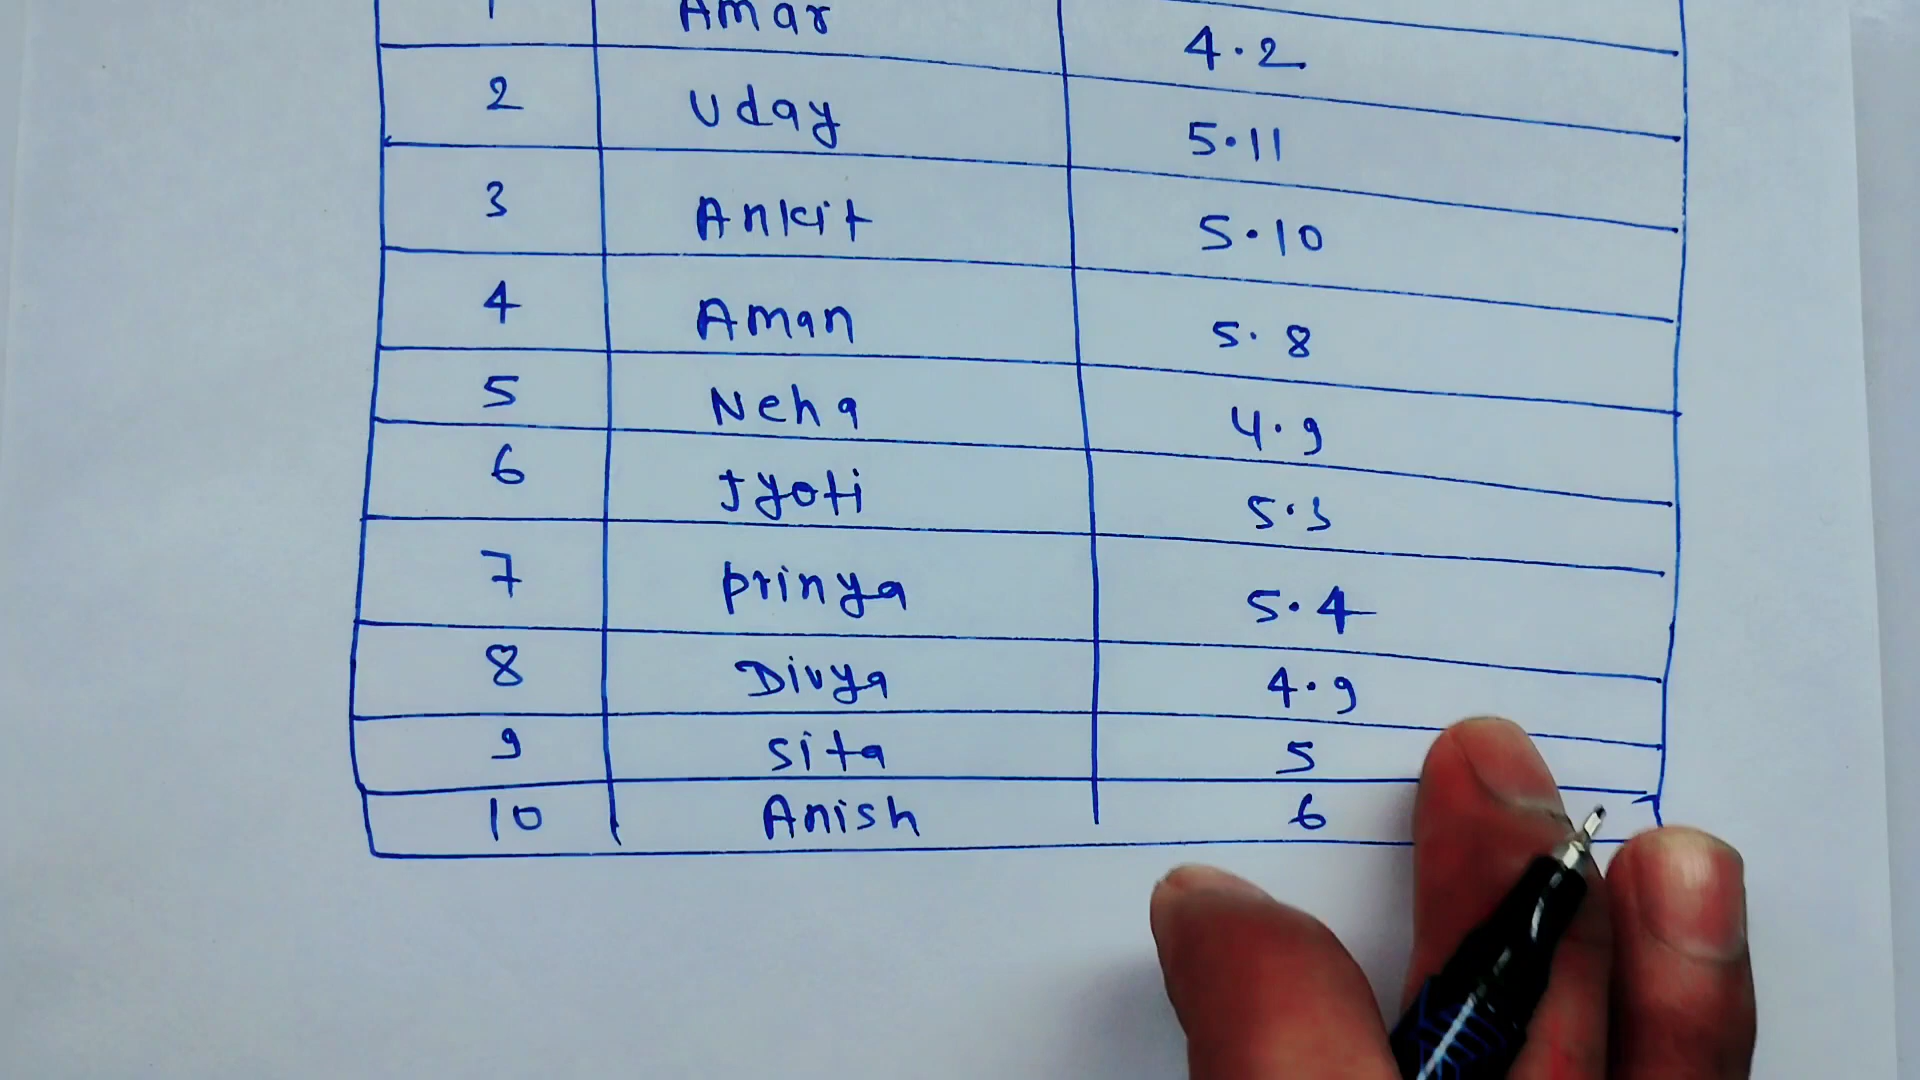 1 Amar 4.2
2 Uday 5.11
3 Ankit 5.10
4 Aman 5.8
5 Neha 4.9
6 Jyoti 5.3
7 prinya 5.4
8 Divya 4.9
9 sita 5
10 Anish 6